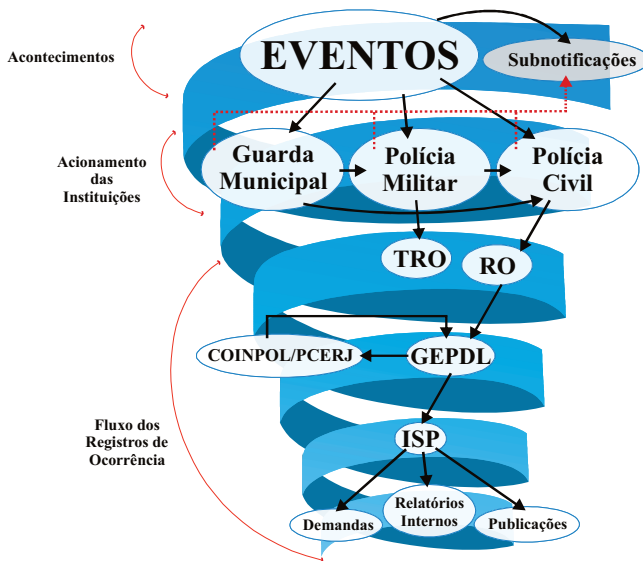 Acontecimentos
EVENTOS
Subnotificações
Acionamento
das
Instituições
Guarda
Municipal
Polícia
Militar
Polícia
Civil
TRO
RO
COINPOL/PCERJ
GEPDL
Fluxo dos
Registros de
Ocorrência
ISP
Demandas
Relatórios
Internos
Publicações